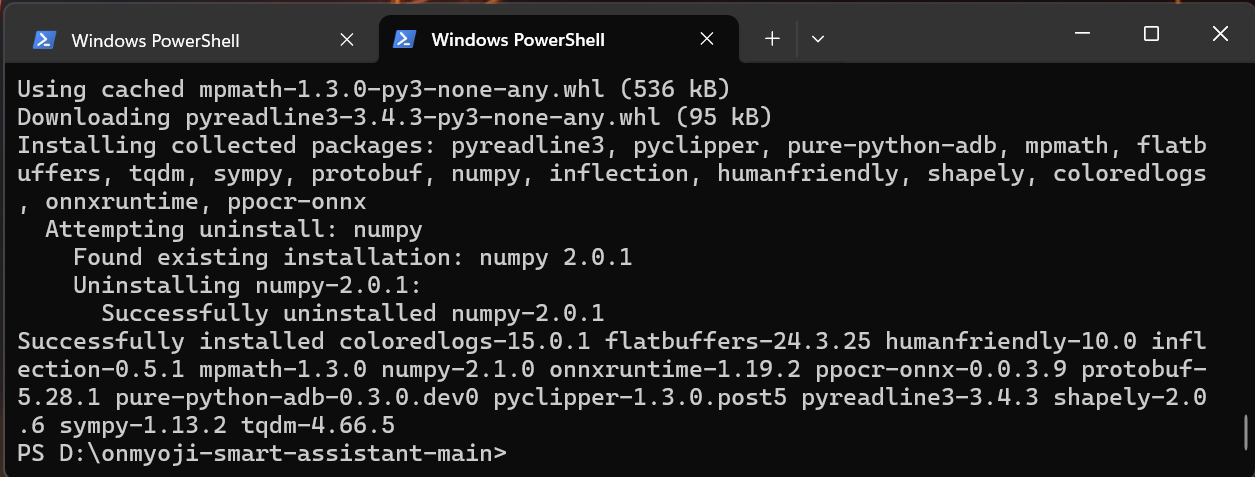 Windows PowerShell
Windows PowerShell
Using cached mpmath-1.3.0-py3-none-any.whl (536 kB)
Downloading pyreadline3-3.4.3-py3-none-any.whl (95 kB)
Installing collected packages: pyreadline3, pyclipper, pure-python-adb, mpmath, flatb
uffers, tqdm, sympy, protobuf, numpy, inflection, humanfriendly, shapely, coloredlogs
, onnxruntime, ppocr-onnx
  Attempting uninstall: numpy
    Found existing installation: numpy 2.0.1
    Uninstalling numpy-2.0.1:
      Successfully uninstalled numpy-2.0.1
Successfully installed coloredlogs-15.0.1 flatbuffers-24.3.25 humanfriendly-10.0 infl
ection-0.5.1 mpmath-1.3.0 numpy-2.1.0 onnxruntime-1.19.2 ppocr-onnx-0.0.3.9 protobuf-
5.28.1 pure-python-adb-0.3.0.dev0 pyclipper-1.3.0.post5 pyreadline3-3.4.3 shapely-2.0
.6 sympy-1.13.2 tqdm-4.66.5
PS D:\onmyoji-smart-assistant-main>